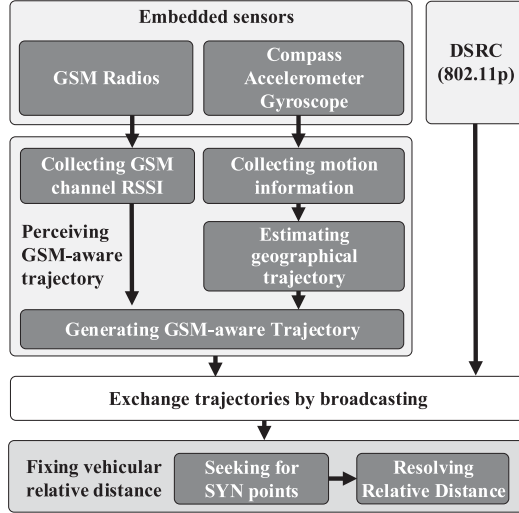 Embedded sensors
GSM Radios
Compass
Accelerometer
Gyroscope
DSRC
(802.11p)
Collecting GSM
channel RSSI
Collecting motion
information
Perceiving
GSM-aware
trajectory
Estimating
geographical
trajectory
Generating GSM-aware Trajectory
Exchange trajectories by broadcasting
Fixing vehicular
relative distance
Seeking for
SYN points
Resolving
Relative Distance